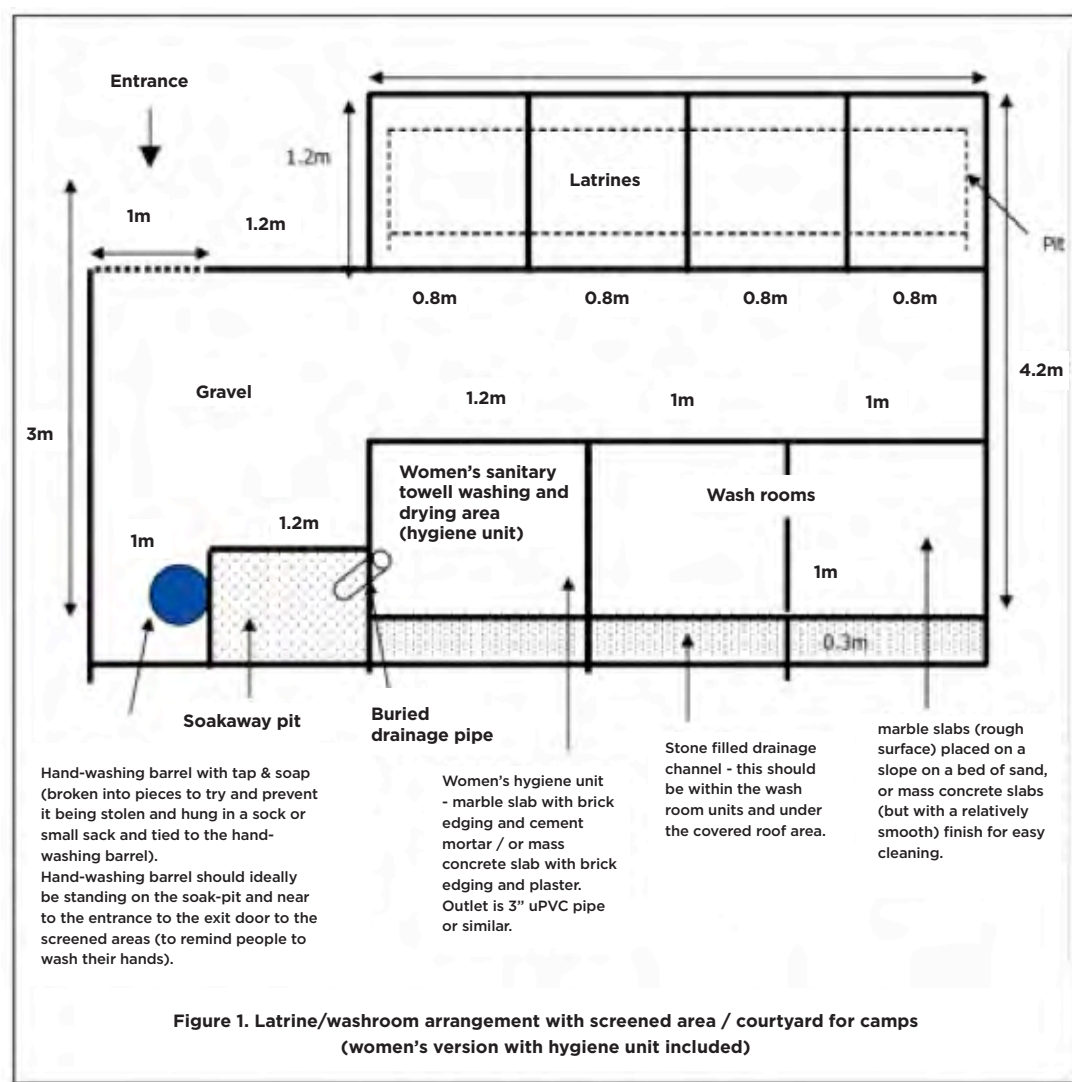 Entrance
1.2m
1m
1.2m
Latrines
Pit
0.8m
0.8m
0.8m
0.8m
4.2m
Gravel
1.2m
1m
1m
3m
Women’s sanitary
towell washing and
drying area
(hygiene unit)
Wash rooms
1.2m
1m
1m
0.3m
Soakaway pit
Buried
drainage pipe
Hand-washing barrel with tap & soap
(broken into pieces to try and prevent
it being stolen and hung in a sock or
small sack and tied to the hand-
washing barrel).
Hand-washing barrel should ideally
be standing on the soak-pit and near
to the entrance to the exit door to the
screened areas (to remind people to
wash their hands).
Women’s hygiene unit
- marble slab with brick
edging and cement
mortar / or mass
concrete slab with brick
edging and plaster.
Outlet is 3” uPVC pipe
or similar.
Stone filled drainage
channel - this should
be within the wash
room units and under
the covered roof area.
marble slabs (rough
surface) placed on a
slope on a bed of sand,
or mass concrete slabs
(but with a relatively
smooth) finish for easy
cleaning.
Figure 1. Latrine/washroom arrangement with screened area / courtyard for camps
(women’s version with hygiene unit included)